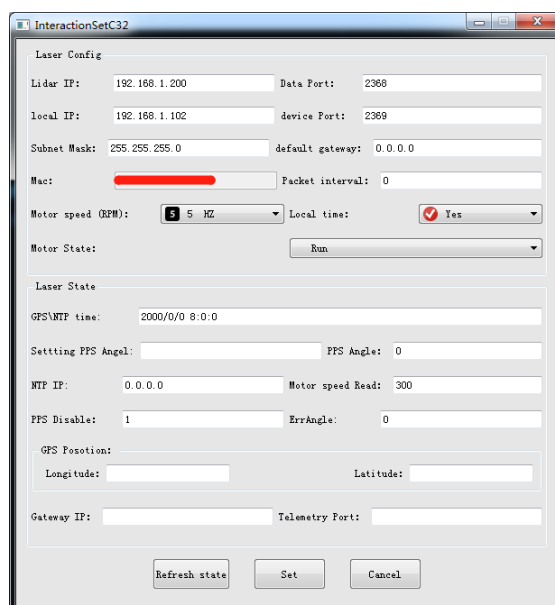 InteractionSetC32
Laser Config
Lidar IP: 192.168.1.200 Data Port: 2368
local IP: 192.168.1.102 device Port: 2369
Subnet Mask: 255.255.255.0 default gateway: 0.0.0.0
Mac: Packet interval: 0
Motor speed (RPM): 5 5 HZ Local time: Yes
Motor State: Run
Laser State
GPS\NTP time: 2000/0/0 8:0:0
Settting PPS Angel: PPS Angle: 0
NTP IP: 0.0.0.0 Motor speed Read: 300
PPS Disable: 1 ErrAngle: 0
GPS Posotion:
Longitude: Latitude:
Gateway IP: Telemetry Port:
Refresh state Set Cancel